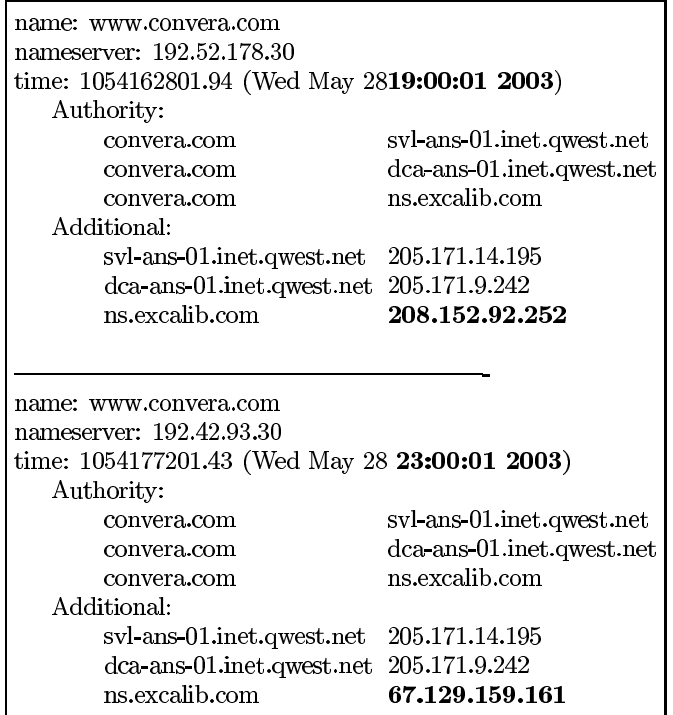 name: www.convera.com
nameserver: 192.52.178.30
time: 1054162801.94 (Wed May 2819:00:01 2003)
Authority:
convera.com svl-ans-01.inet.qwest.net
convera.com dca-ans-01.inet.qwest.net
convera.com ns.excalib.com
Additional:
svl-ans-01.inet.qwest.net 205.171.14.195
dca-ans-01.inet.qwest.net 205.171.9.242
ns.excalib.com 208.152.92.252
name: www.convera.com
nameserver: 192.42.93.30
time: 1054177201.43 (Wed May 28 23:00:01 2003)
Authority:
convera.com svl-ans-01.inet.qwest.net
convera.com dca-ans-01.inet.qwest.net
convera.com ns.excalib.com
Additional:
svl-ans-01.inet.qwest.net 205.171.14.195
dca-ans-01.inet.qwest.net 205.171.9.242
ns.excalib.com 67.129.159.161